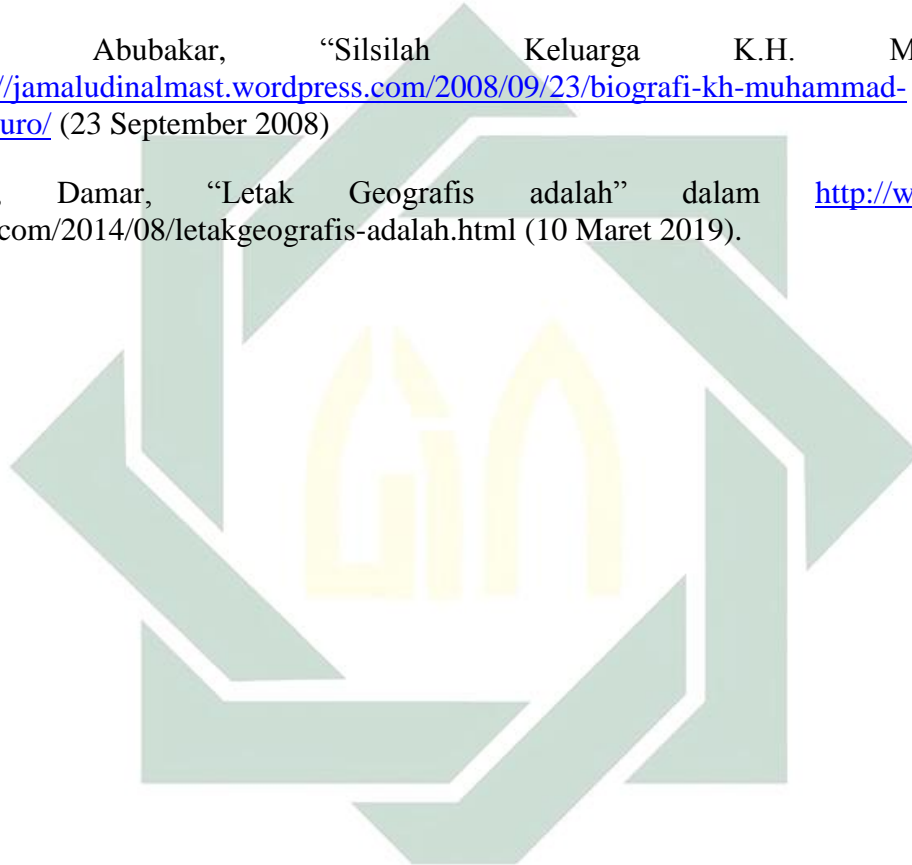 Abubakar, “Silsilah Keluarga K.H. M
//jamaludinalmast.wordpress.com/2008/09/23/biografi-kh-muhammad-
uro/ (23 September 2008)
, Damar, “Letak Geografis adalah” dalam http://w
.com/2014/08/letakgeografis-adalah.html (10 Maret 2019).